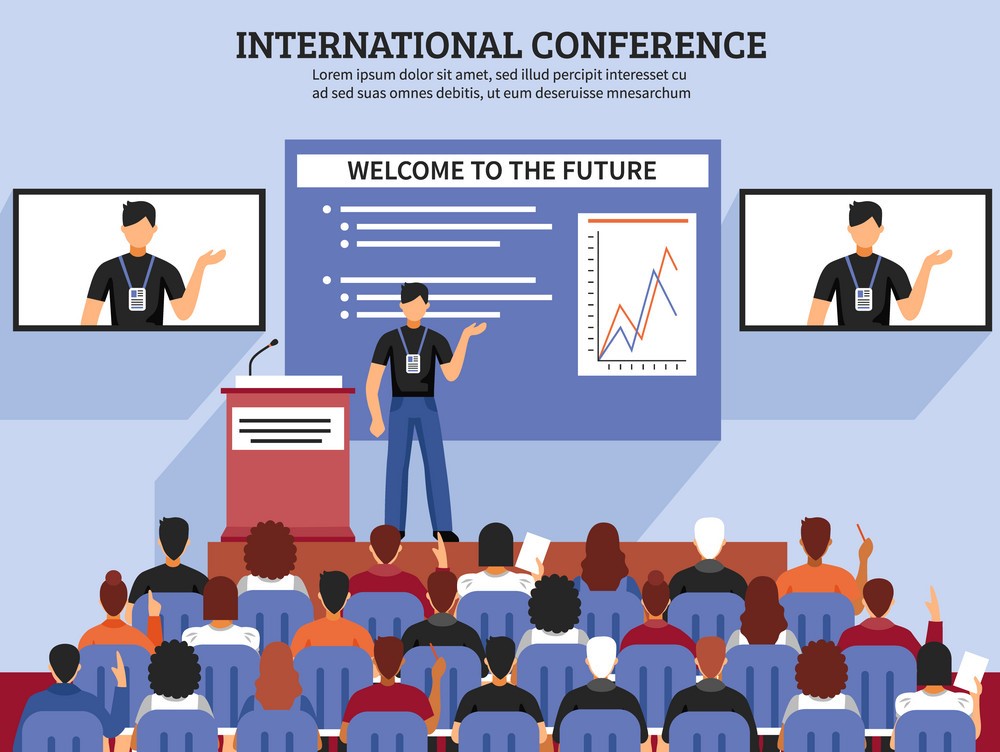 INTERNATIONAL CONFERENCE
Lorem ipsum dolor sit amet, sed illud percipit interesset cu
ad sed suas omnes debitis, ut eum deseruisse mnesarchum
WELCOME TO THE FUTURE